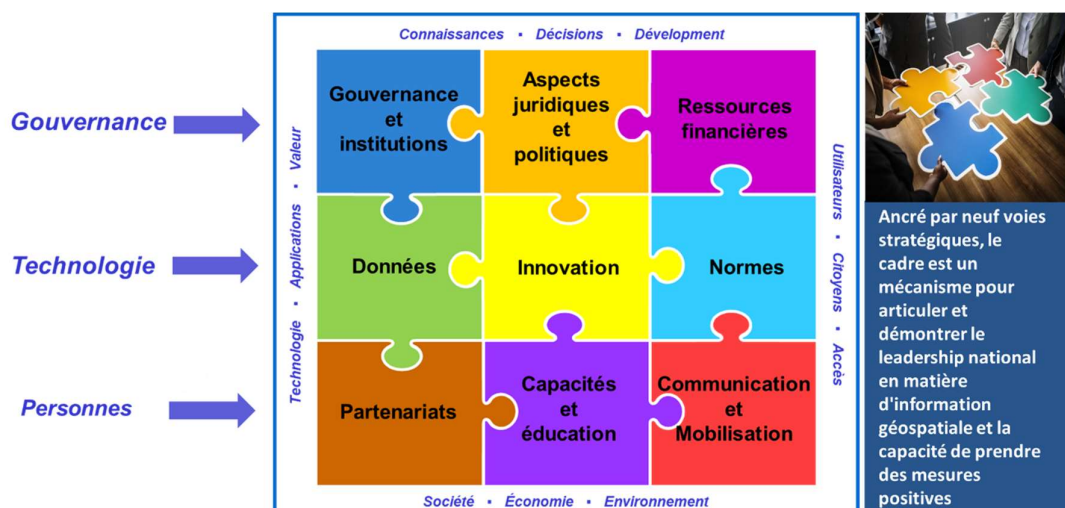 Connaissances ▪ Décisions ▪ Dévelopment
Gouvernance
Gouvernance
et
institutions
Aspects
juridiques
et
politiques
Ressources
financières
Technologie
Données
Innovation
Normes
Personnes
Partenariats
Capacités
et
éducation
Communication
et
Mobilisation
Technologie ▪ Applications ▪ Valeur
Utilisateurs ▪ Citoyens ▪ Accès
Société ▪ Économie ▪ Environnement
Ancré par neuf voies
stratégiques, le
cadre est un
mécanisme pour
articuler et
démontrer le
leadership national
en matière
d'information
géospatiale et la
capacité de prendre
des mesures
positives